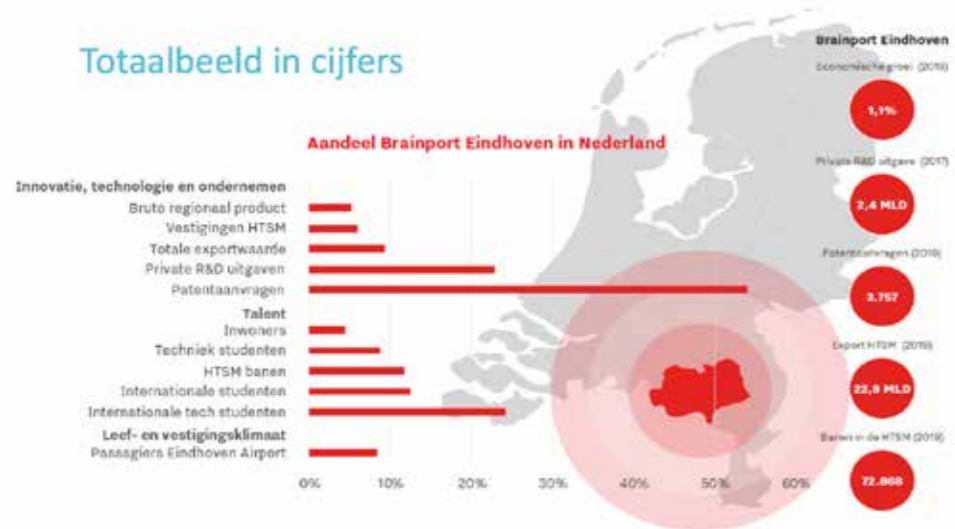 Totaalbeeld in cijfers
Aandeel Brainport Eindhoven in Nederland
Innovatie, technologie en ondernemen
Bruto regionaal product
Vestigingen HTSM
Totale exportwaarde
Private R&D uitgaven
Patentaanvragen
Talent
Inwoners
Techniek studenten
HTSM banen
Internationale studenten
Internationale tech studenten
Leef- en vestigingsklimaat
Passagiers Eindhoven Airport
0% 10% 20% 30% 40% 50% 60%
Brainport Eindhoven
Economische groei (2019)
1,1%
Private R&D uitgave (2017)
2,4 MLD
Patentaanvragen (2019)
3.757
Export HTSM (2019)
22,9 MLD
Banen in de HTSM (2019)
72.868